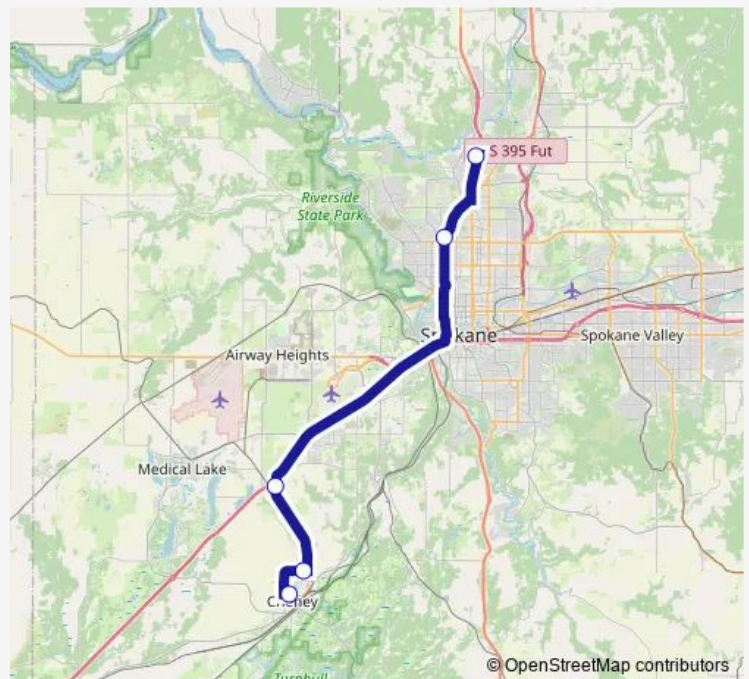 S 395 Fut
Riverside
State Park
Spokane
Spokane Valley
Airway Heights
Medical Lake
Cheney
Turnbull
© OpenStreetMap contributors